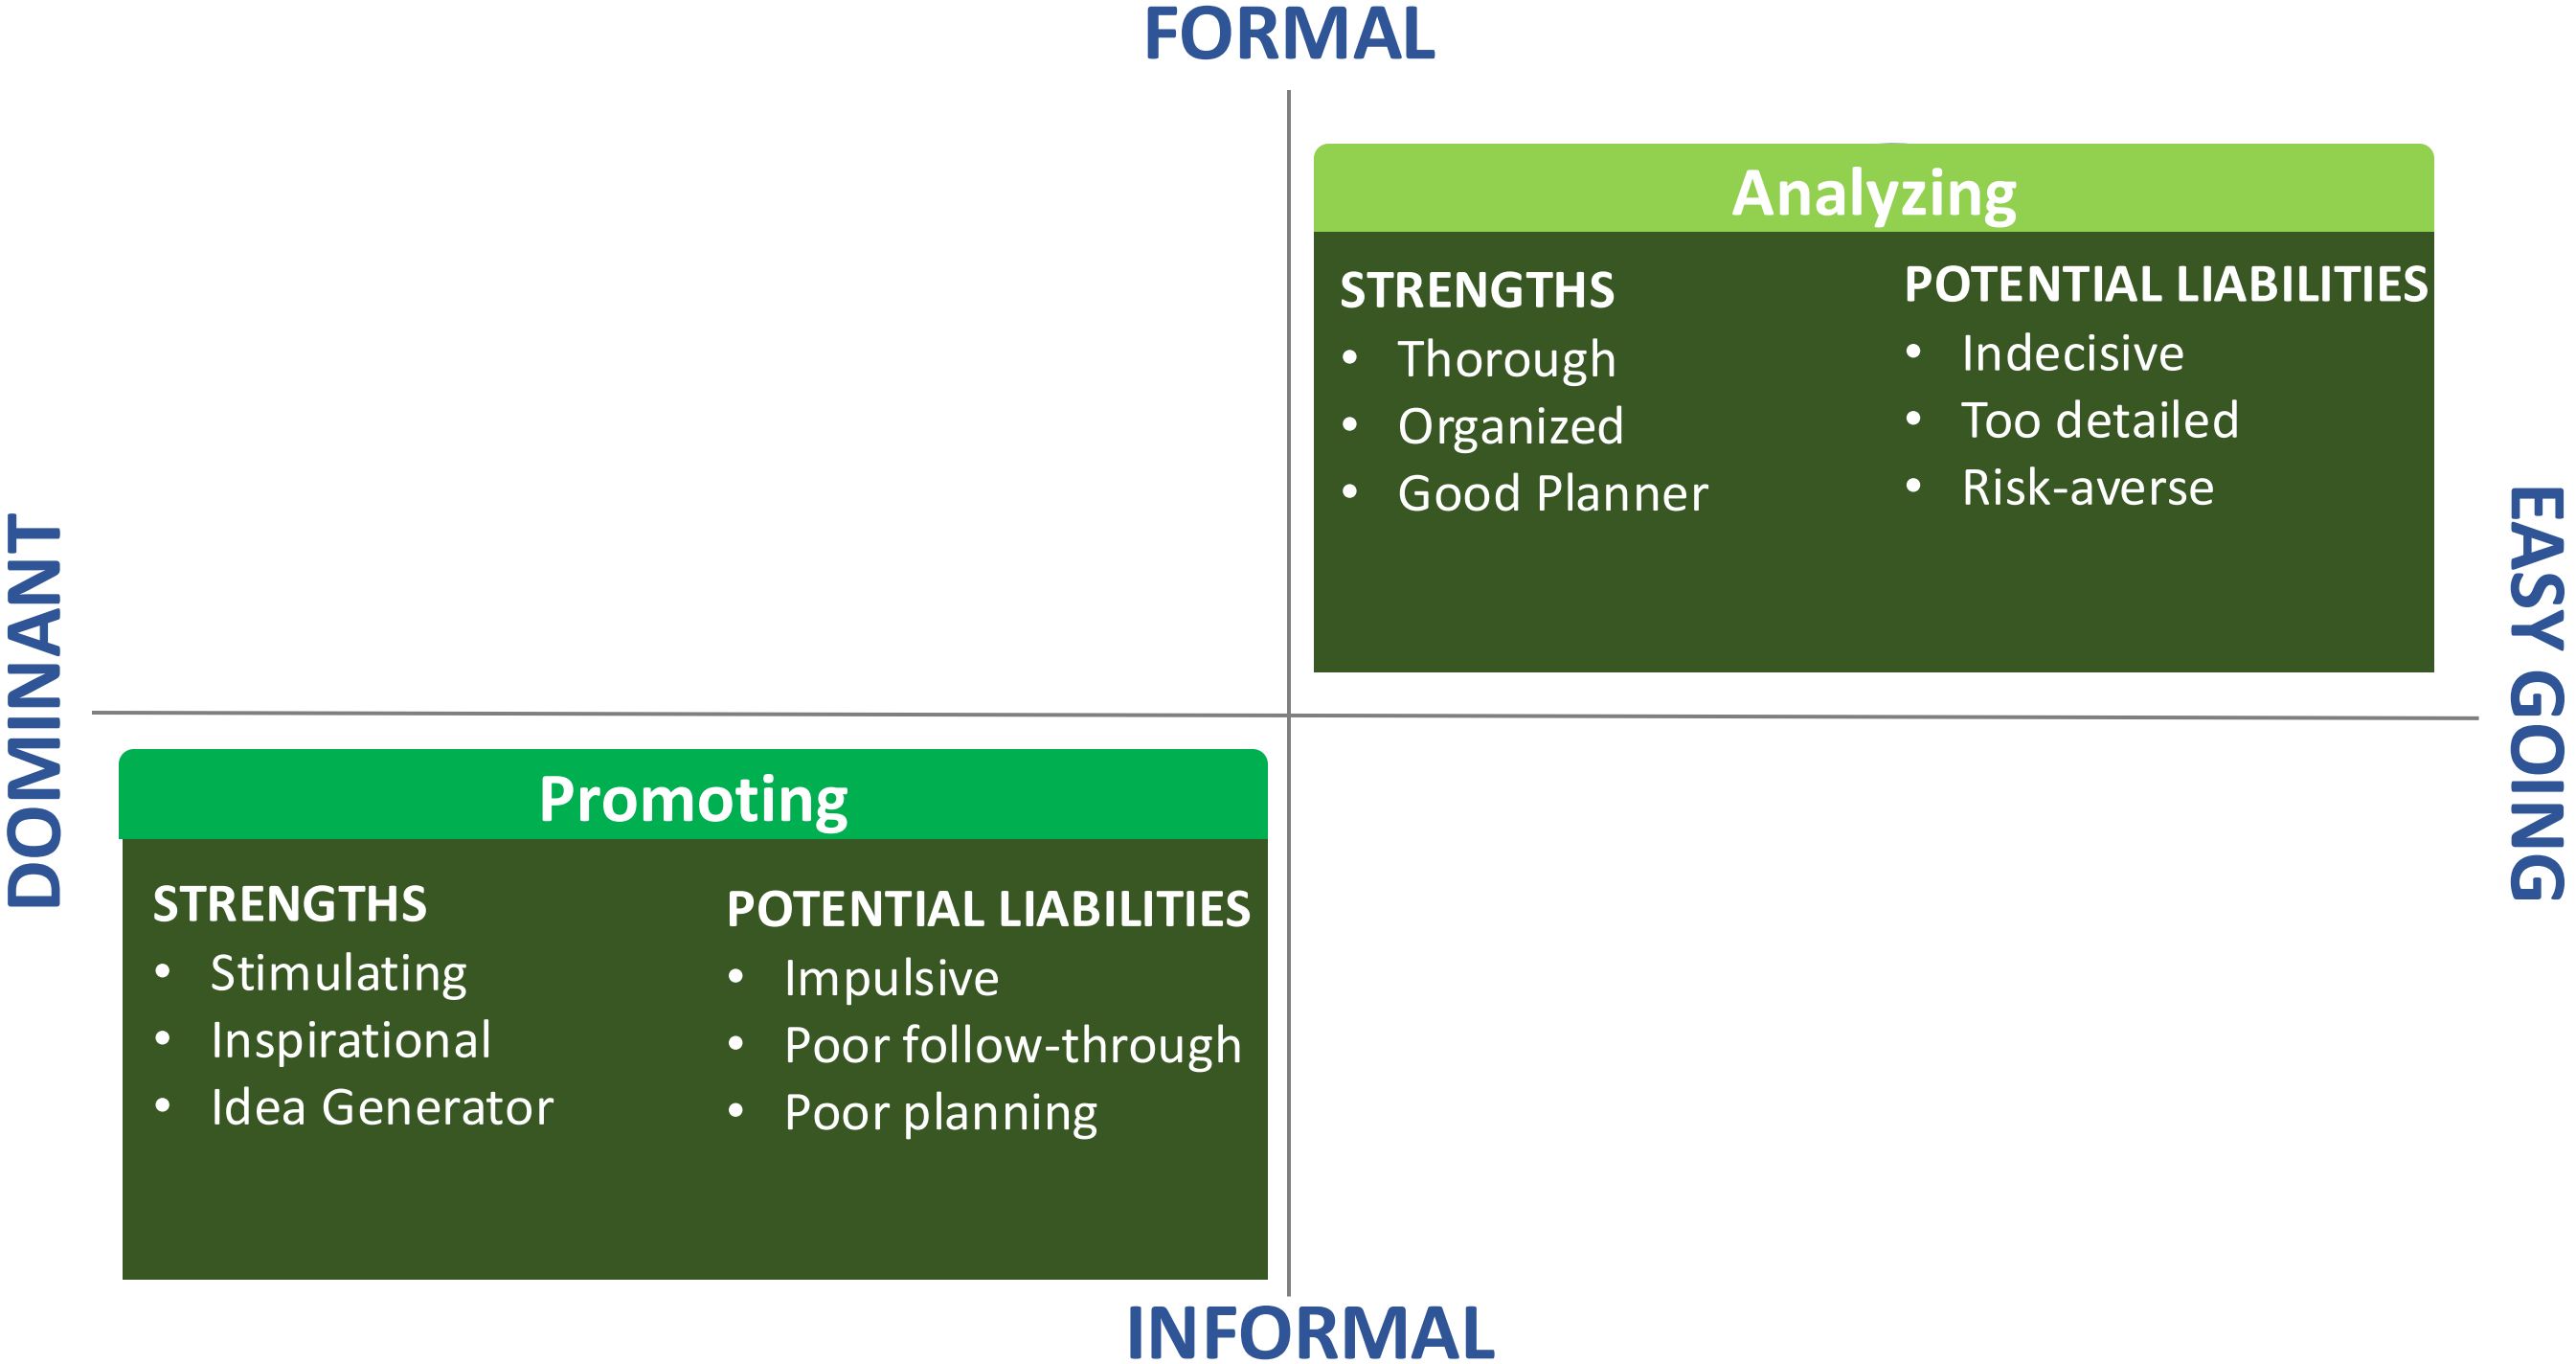 FORMAL
Analyzing
STRENGTHS
• Thorough
• Organized
• Good Planner
POTENTIAL LIABILITIES
• Indecisive
• Too detailed
• Risk-averse
DOMINANT
EASY GOING
Promoting
STRENGTHS
• Stimulating
• Inspirational
• Idea Generator
POTENTIAL LIABILITIES
• Impulsive
• Poor follow-through
• Poor planning
INFORMAL